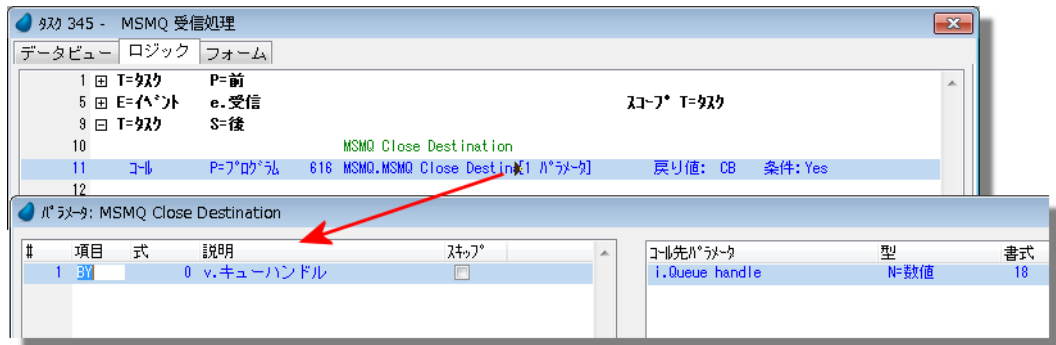 ﾀｽｸ 345 - MSMQ 受信処理
データビュー ロジック フォーム
1 T=ﾀｽｸ P=前
5 E=ｲﾍﾞﾝﾄ e.受信 ｽｺｰﾌﾟ T=ﾀｽｸ
9 T=ﾀｽｸ S=後
10 MSMQ Close Destination
11 ｺｰﾙ P=ﾌﾟﾛｸﾞﾗﾑ 616 MSMQ.MSMQ Close Destin[1 ﾊﾟﾗﾒｰﾀ] 戻り値: CB 条件: Yes
12
ﾊﾟﾗﾒｰﾀ: MSMQ Close Destination
# 項目 式 説明 ｽｷｯﾌﾟ ｺｰﾙ先ﾊﾟﾗﾒｰﾀ 型 書式
1 BY 0 v.キューハンドル i.Queue handle N=数値 18